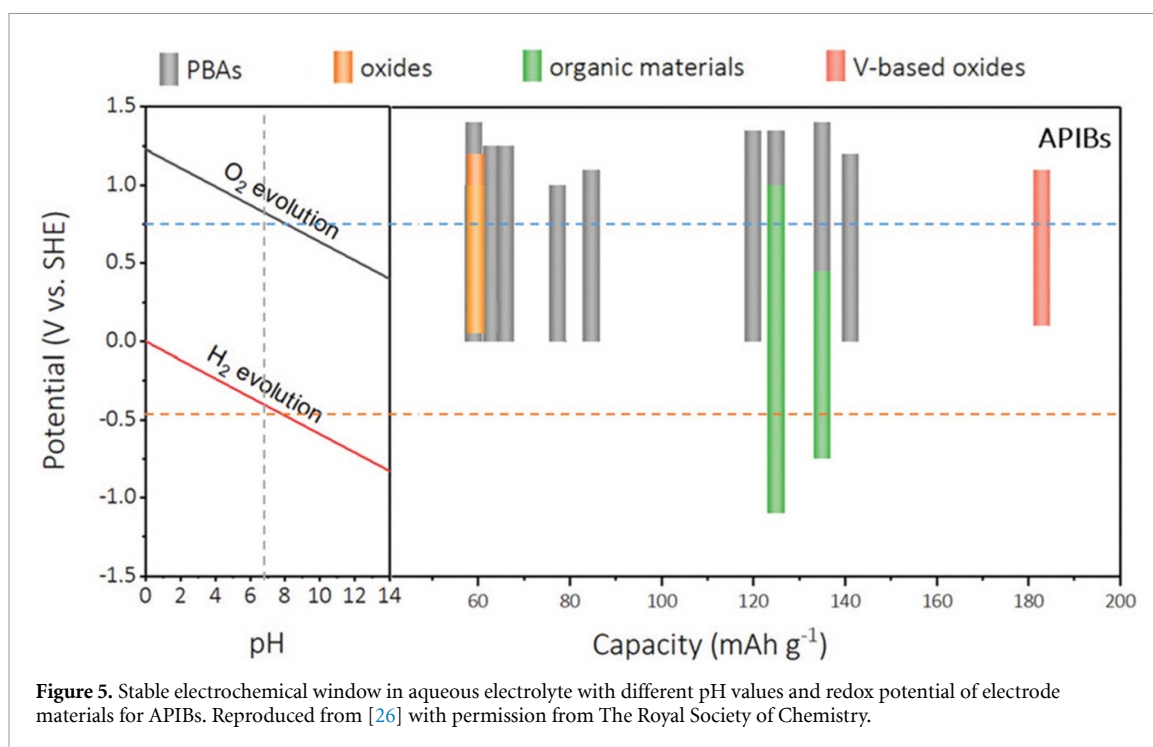 PBAs oxides organic materials V-based oxides
1.5
1.0
0.5
0.0
-0.5
-1.0
-1.5
Potential (V vs. SHE)
O₂ evolution
H₂ evolution
APIBs
0 2 4 6 8 10 12 14
60 80 100 120 140 160 180 200
pH
Capacity (mAh g⁻¹)
Figure 5. Stable electrochemical window in aqueous electrolyte with different pH values and redox potential of electrode
materials for APIBs. Reproduced from [26] with permission from The Royal Society of Chemistry.